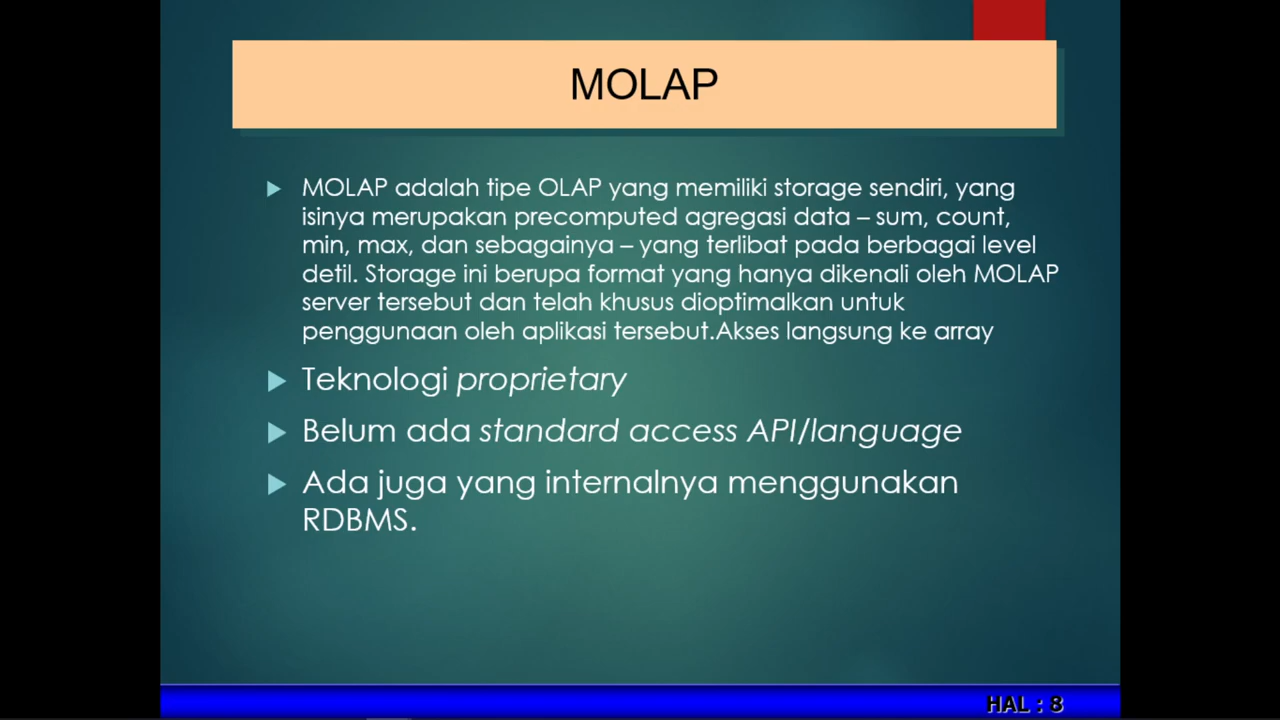 MOLAP
MOLAP adalah tipe OLAP yang memiliki storage sendiri, yang
isinya merupakan precomputed agregasi data – sum, count,
min, max, dan sebagainya – yang terlibat pada berbagai level
detil. Storage ini berupa format yang hanya dikenali oleh MOLAP
server tersebut dan telah khusus dioptimalkan untuk
penggunaan oleh aplikasi tersebut.Akses langsung ke array
Teknologi proprietary
Belum ada standard access API/language
Ada juga yang internalnya menggunakan
RDBMS.
HAL : 8